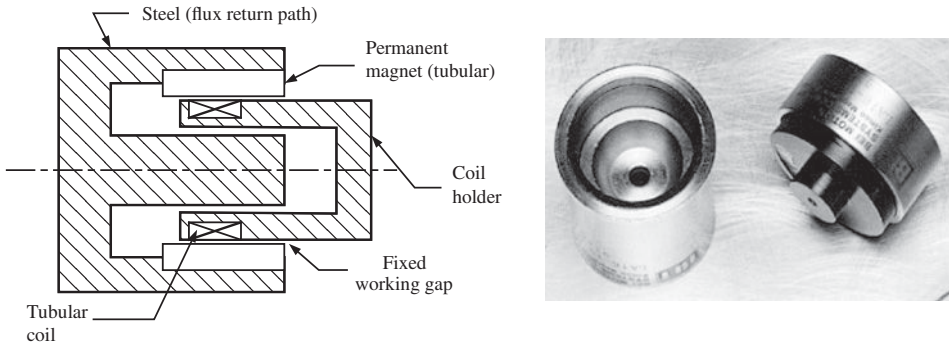 Steel (flux return path)
Permanent
magnet (tubular)
Coil
holder
Fixed
working gap
Tubular
coil